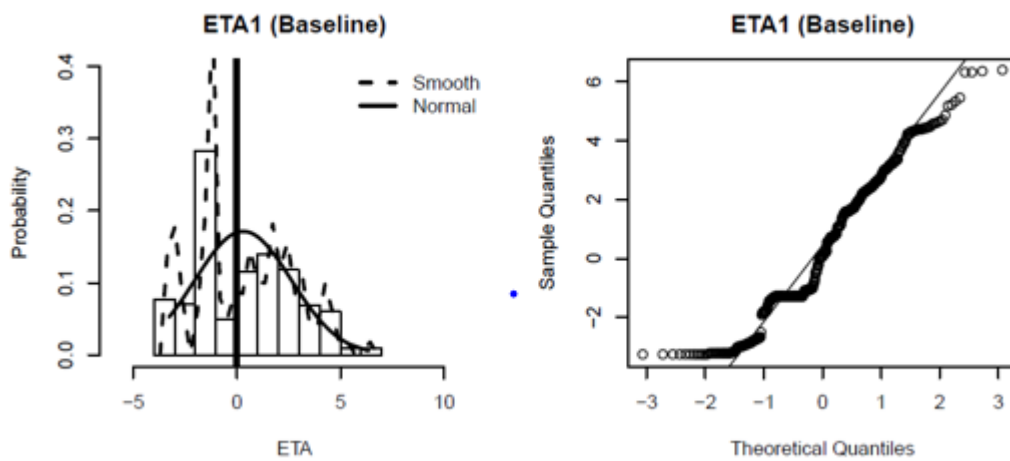 ETA1 (Baseline)
Probability
0.0 0.1 0.2 0.3 0.4
Smooth
Normal
−5 0 5 10
ETA
ETA1 (Baseline)
Sample Quantiles
−2 0 2 4 6
−3 −2 −1 0 1 2 3
Theoretical Quantiles